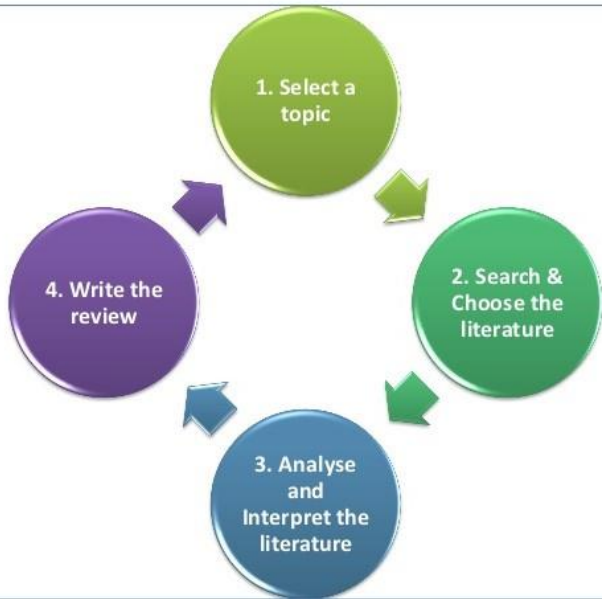 1. Select a
topic
2. Search &
Choose the
literature
3. Analyse
and
Interpret the
literature
4. Write the
review